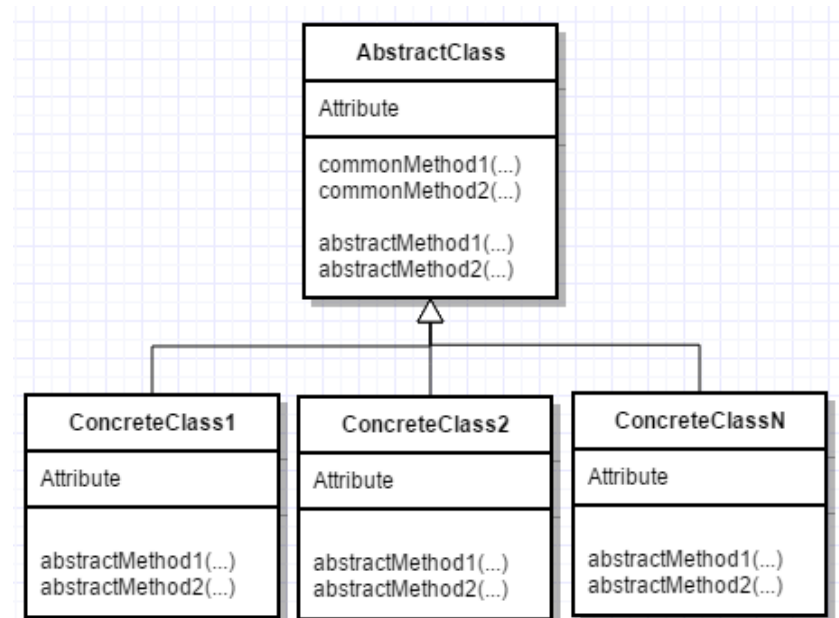 AbstractClass
Attribute
commonMethod1(...)
commonMethod2(...)
abstractMethod1(...)
abstractMethod2(...)
ConcreteClass1
Attribute
abstractMethod1(...)
abstractMethod2(...)
ConcreteClass2
Attribute
abstractMethod1(...)
abstractMethod2(...)
ConcreteClassN
Attribute
abstractMethod1(...)
abstractMethod2(...)